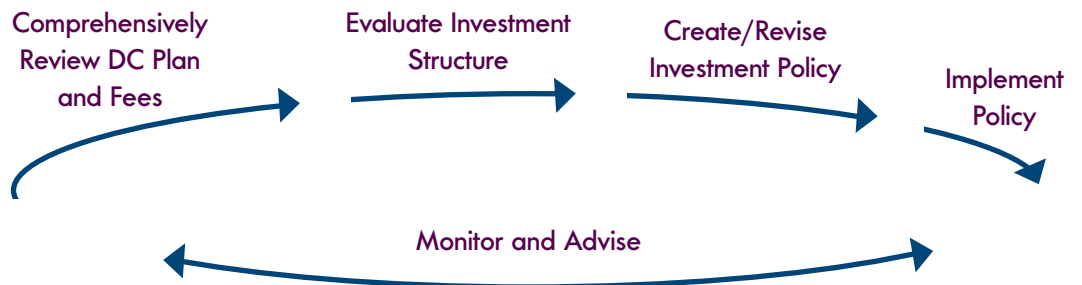 Comprehensively
Review DC Plan
and Fees
Evaluate Investment
Structure
Create/Revise
Investment Policy
Implement
Policy
Monitor and Advise